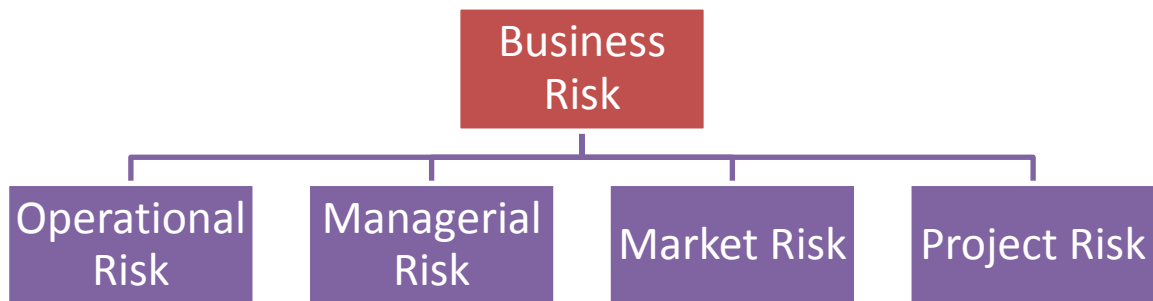 Business
Risk
Operational
Risk
Managerial
Risk
Market Risk
Project Risk